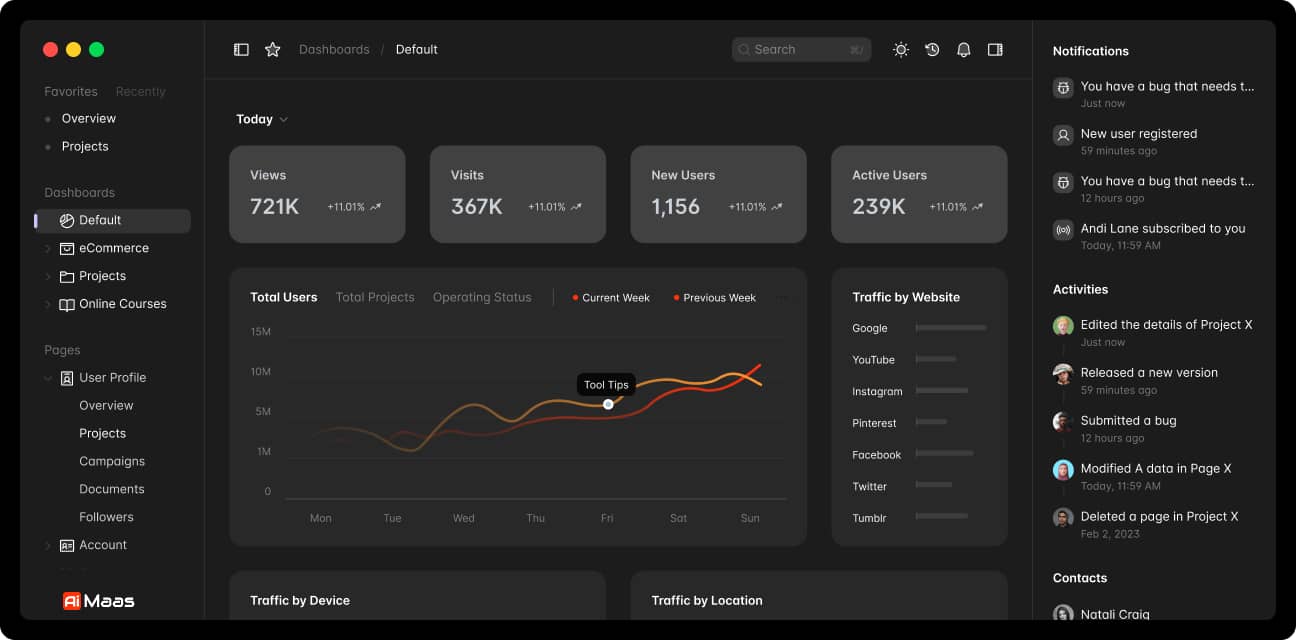 Favorites Recently
Overview
Projects
Dashboards
Default
eCommerce
Projects
Online Courses
Pages
User Profile
Overview
Projects
Campaigns
Documents
Followers
Account
Ai Maas
Dashboards / Default
Search ⌘/
Today
Views
721K +11.01%
Visits
367K +11.01%
New Users
1,156 +11.01%
Active Users
239K +11.01%
Total Users Total Projects Operating Status Current Week Previous Week
15M
10M
5M
1M
0
Tool Tips
Mon Tue Wed Thu Fri Sat Sun
Traffic by Website
Google
YouTube
Instagram
Pinterest
Facebook
Twitter
Tumblr
Traffic by Device
Traffic by Location
Notifications
You have a bug that needs t...
Just now
New user registered
59 minutes ago
You have a bug that needs t...
12 hours ago
Andi Lane subscribed to you
Today, 11:59 AM
Activities
Edited the details of Project X
Just now
Released a new version
59 minutes ago
Submitted a bug
12 hours ago
Modified A data in Page X
Today, 11:59 AM
Deleted a page in Project X
Feb 2, 2023
Contacts
Natali Craig